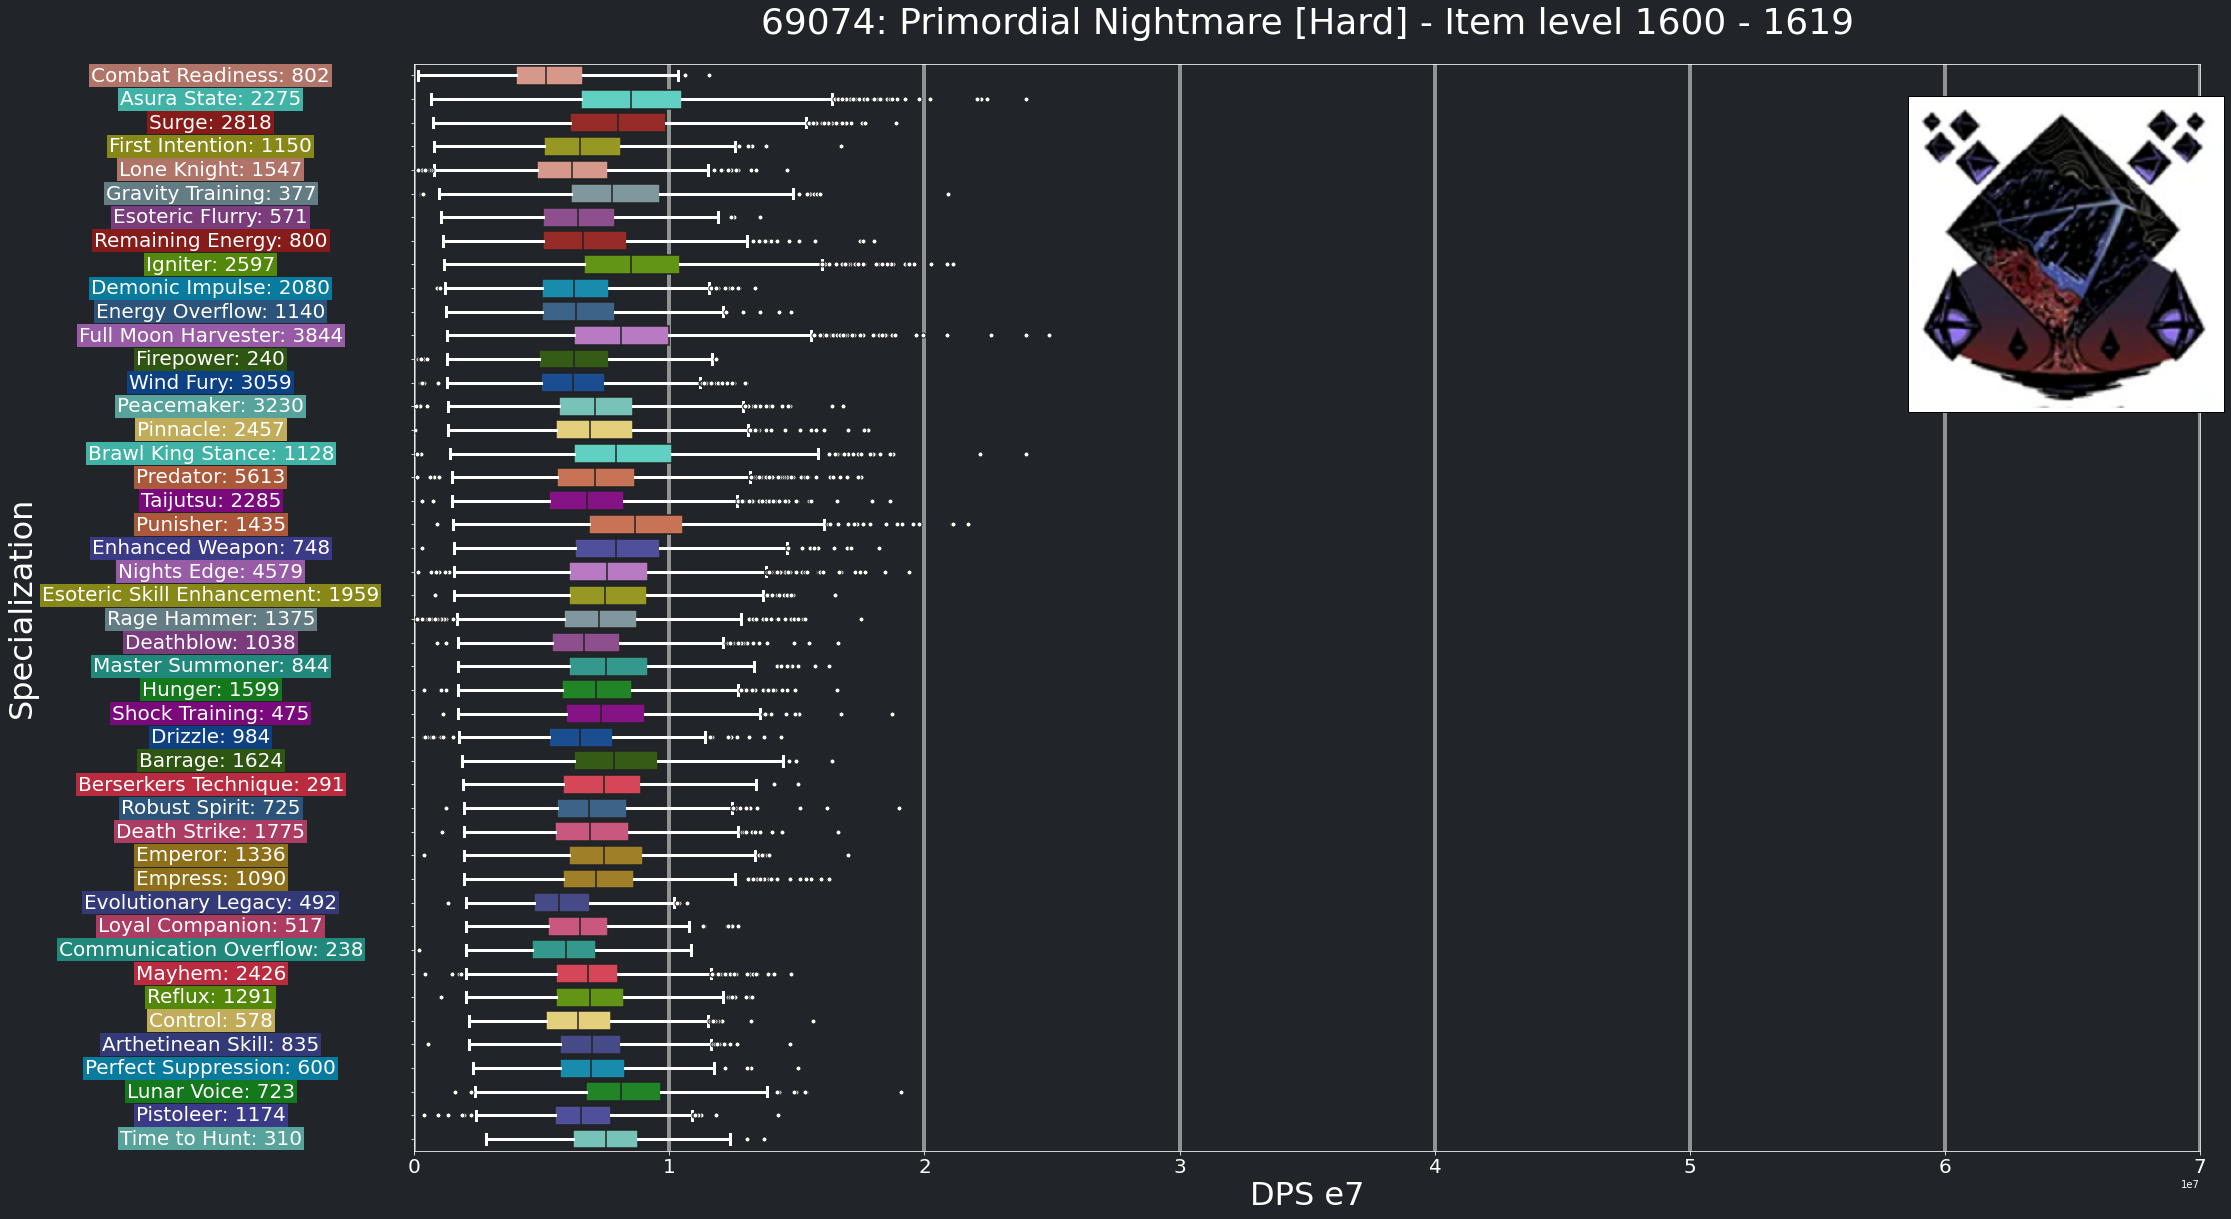 69074: Primordial Nightmare [Hard] - Item level 1600 - 1619
Specialization
Combat Readiness: 802
Asura State: 2275
Surge: 2818
First Intention: 1150
Lone Knight: 1547
Gravity Training: 377
Esoteric Flurry: 571
Remaining Energy: 800
Igniter: 2597
Demonic Impulse: 2080
Energy Overflow: 1140
Full Moon Harvester: 3844
Firepower: 240
Wind Fury: 3059
Peacemaker: 3230
Pinnacle: 2457
Brawl King Stance: 1128
Predator: 5613
Taijutsu: 2285
Punisher: 1435
Enhanced Weapon: 748
Nights Edge: 4579
Esoteric Skill Enhancement: 1959
Rage Hammer: 1375
Deathblow: 1038
Master Summoner: 844
Hunger: 1599
Shock Training: 475
Drizzle: 984
Barrage: 1624
Berserkers Technique: 291
Robust Spirit: 725
Death Strike: 1775
Emperor: 1336
Empress: 1090
Evolutionary Legacy: 492
Loyal Companion: 517
Communication Overflow: 238
Mayhem: 2426
Reflux: 1291
Control: 578
Arthetinean Skill: 835
Perfect Suppression: 600
Lunar Voice: 723
Pistoleer: 1174
Time to Hunt: 310
0 1 2 3 4 5 6 7
1e7
DPS e7